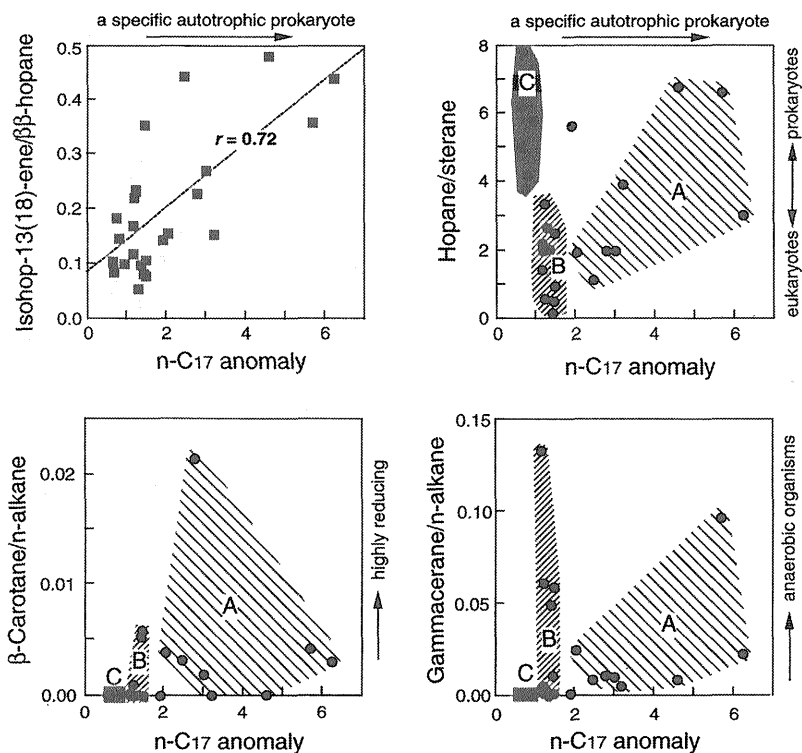 a specific autotrophic prokaryote
Isohop-13(18)-ene/ββ-hopane
0.5
0.4
0.3
0.2
0.1
0.0
r = 0.72
0
2
4
6
n-C17 anomaly
a specific autotrophic prokaryote
Hopane/sterane
8
6
4
2
0
C
A
B
eukaryotes
prokaryotes
2
4
6
n-C17 anomaly
β-Carotane/n-alkane
0.02
0.01
0.00
A
B
C
highly reducing
0
2
4
6
n-C17 anomaly
Gammacerane/n-alkane
0.15
0.10
0.05
0.00
A
B
C
anaerobic organisms
0
2
4
6
n-C17 anomaly